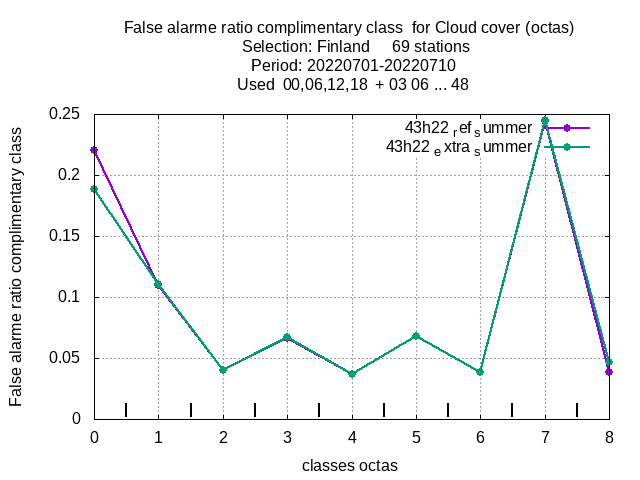 False alarme ratio complimentary class  for Cloud cover (octas)
Selection: Finland     69 stations
Period: 20220701-20220710
Used  00,06,12,18  + 03 06 ... 48
43h22 ref summer
43h22 extra summer
False alarme ratio complimentary class
0.25
0.2
0.15
0.1
0.05
0
0 1 2 3 4 5 6 7 8
classes octas